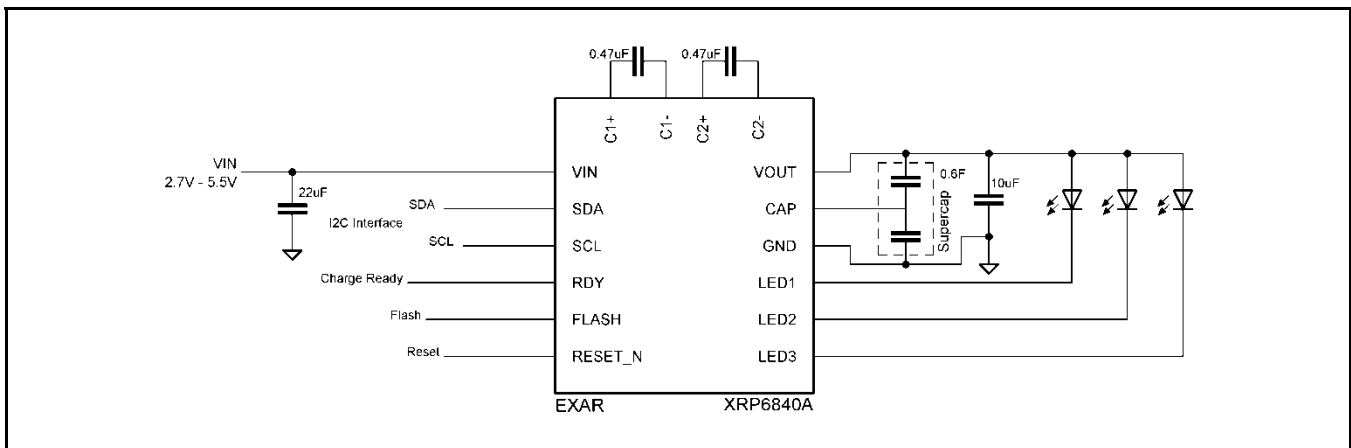 0.47uF
0.47uF
C1+
C1-
C2+
C2-
VIN
2.7V - 5.5V
22uF
SDA
I2C Interface
SCL
Charge Ready
Flash
Reset
VIN
SDA
SCL
RDY
FLASH
RESET_N
VOUT
CAP
GND
LED1
LED2
LED3
0.6F
Supercap
10uF
EXAR
XRP6840A